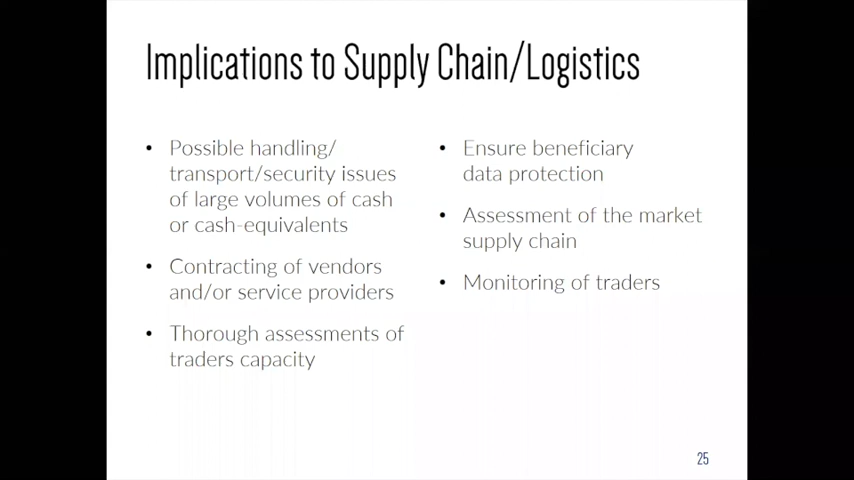 Implications to Supply Chain/Logistics
• Possible handling/
transport/security issues
of large volumes of cash
or cash-equivalents
• Contracting of vendors
and/or service providers
• Thorough assessments of
traders capacity
• Ensure beneficiary
data protection
• Assessment of the market
supply chain
• Monitoring of traders
25